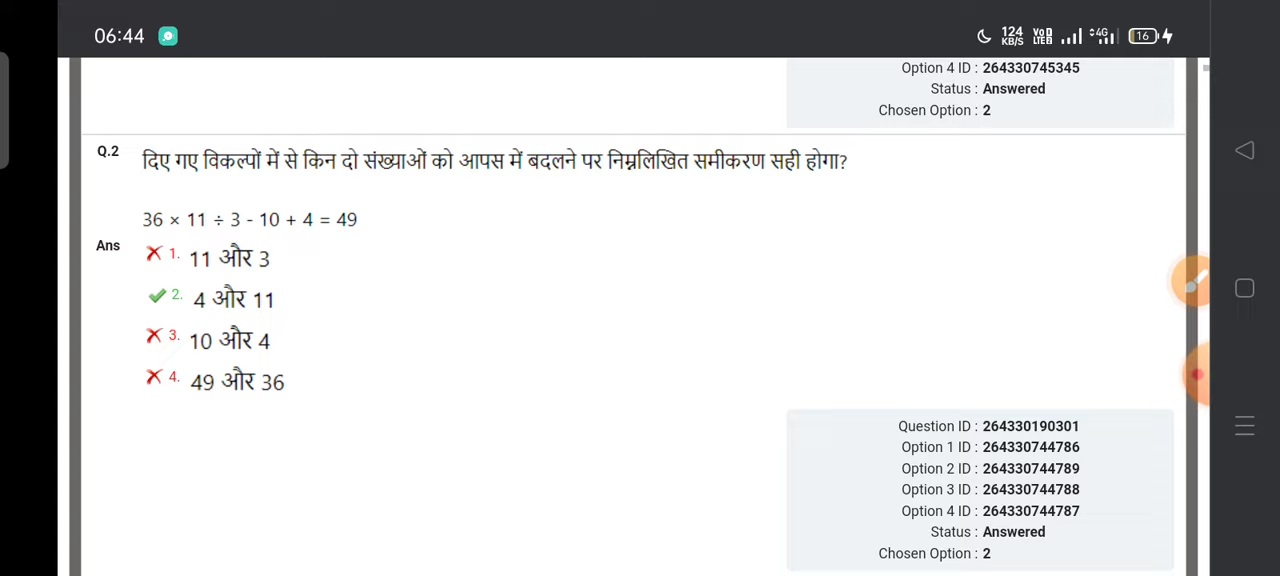 06:44
124 KB/S VoD LTE 4G 16
Option 4 ID : 264330745345
Status : Answered
Chosen Option : 2
Q.2 दिए गए विकल्पों में से किन दो संख्याओं को आपस में बदलने पर निम्नलिखित समीकरण सही होगा?
36 × 11 ÷ 3 - 10 + 4 = 49
Ans 1. 11 और 3
2. 4 और 11
3. 10 और 4
4. 49 और 36
Question ID : 264330190301
Option 1 ID : 264330744786
Option 2 ID : 264330744789
Option 3 ID : 264330744788
Option 4 ID : 264330744787
Status : Answered
Chosen Option : 2